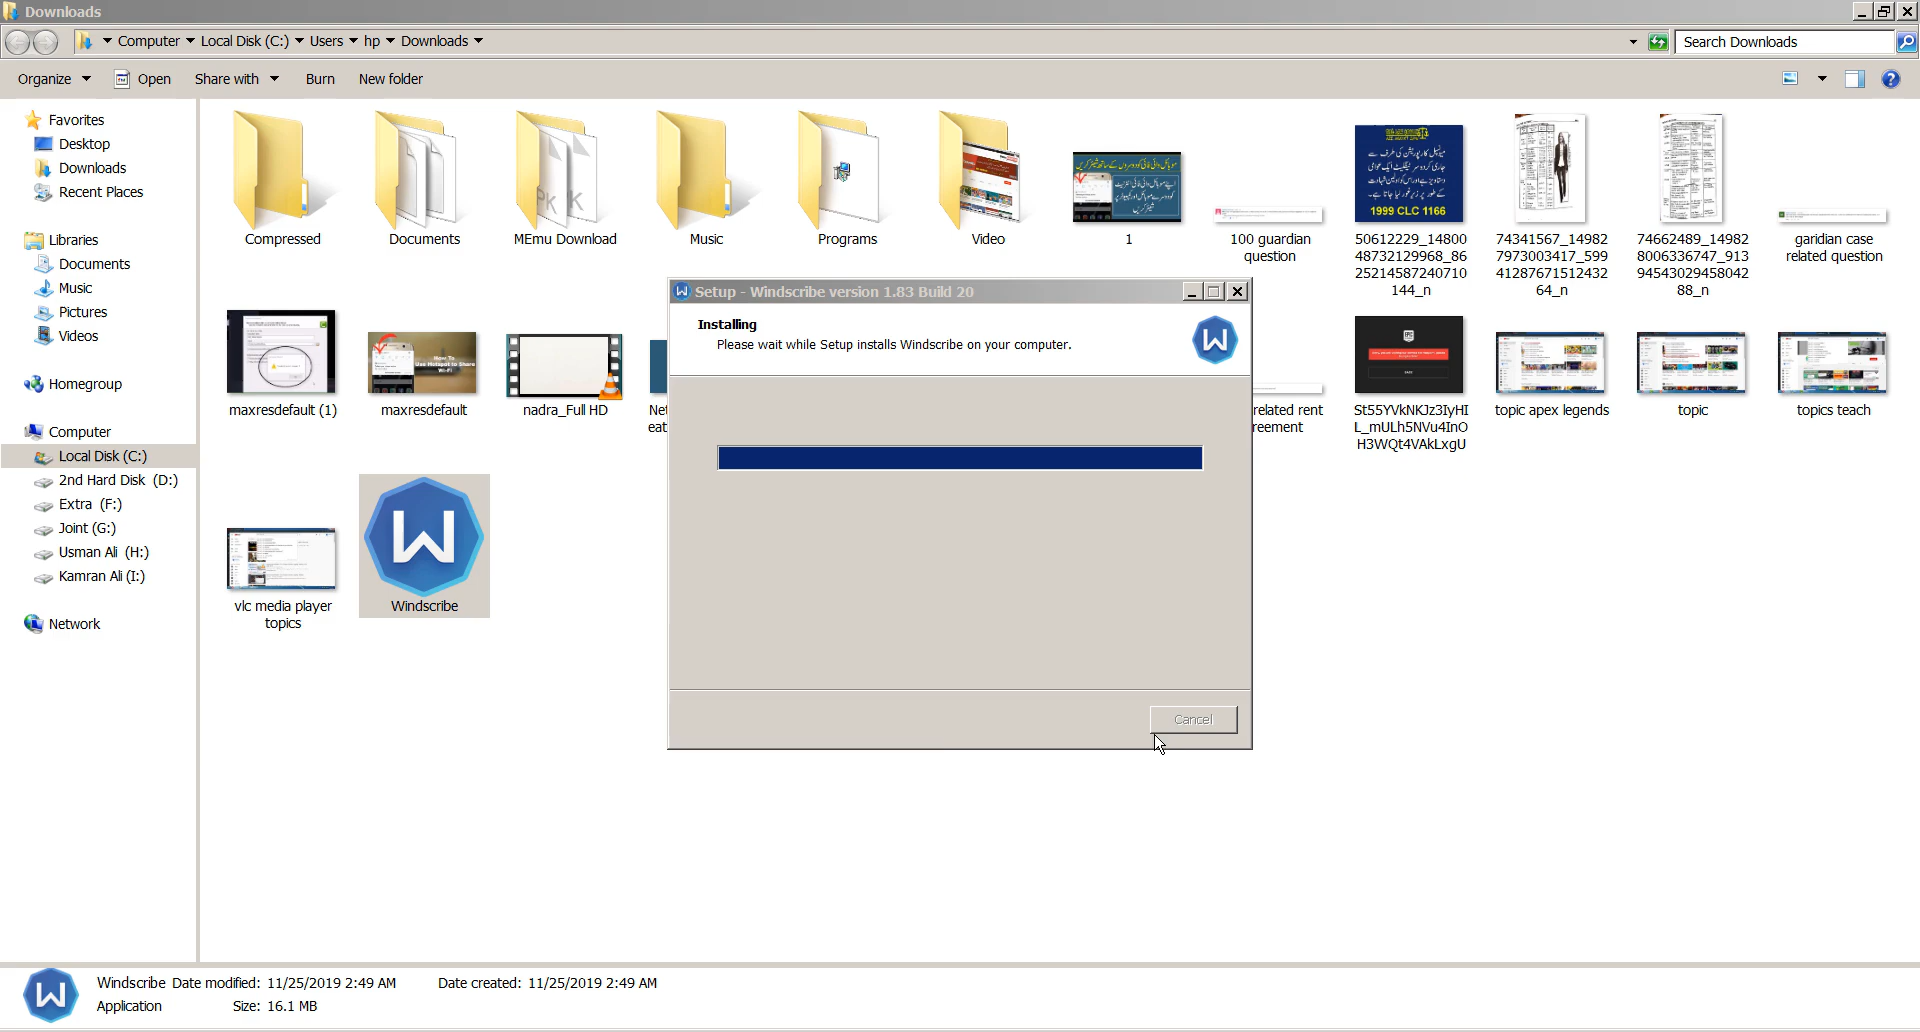 Downloads
Computer
Local Disk (C:)
Users
hp
Downloads
Search Downloads
Organize
Open
Share with
Burn
New folder
Favorites
Desktop
Downloads
Recent Places
Libraries
Documents
Music
Pictures
Videos
Homegroup
Computer
Local Disk (C:)
2nd Hard Disk (D:)
Extra (F:)
Joint (G:)
Usman Ali (H:)
Kamran Ali (I:)
Network
Compressed
Documents
MEmu Download
Music
Programs
Video
1
100 guardian
question
1999 CLC 1166
50612229_14800
48732129968_86
25214587240710
144_n
74341567_14982
7973003417_599
41287671512432
64_n
74662489_14982
8006336747_913
94543029458042
88_n
garidian case
related question
maxresdefault (1)
maxresdefault
nadra_Full HD
related rent
reement
St55YVkNKJz3IyHI
L_mULh5NVu4InO
H3WQt4VAkLxgU
topic apex legends
topic
topics teach
vlc media player
topics
Windscribe
Setup - Windscribe version 1.83 Build 20
Installing
Please wait while Setup installs Windscribe on your computer.
Cancel
Windscribe Date modified: 11/25/2019 2:49 AM
Date created: 11/25/2019 2:49 AM
Application
Size: 16.1 MB